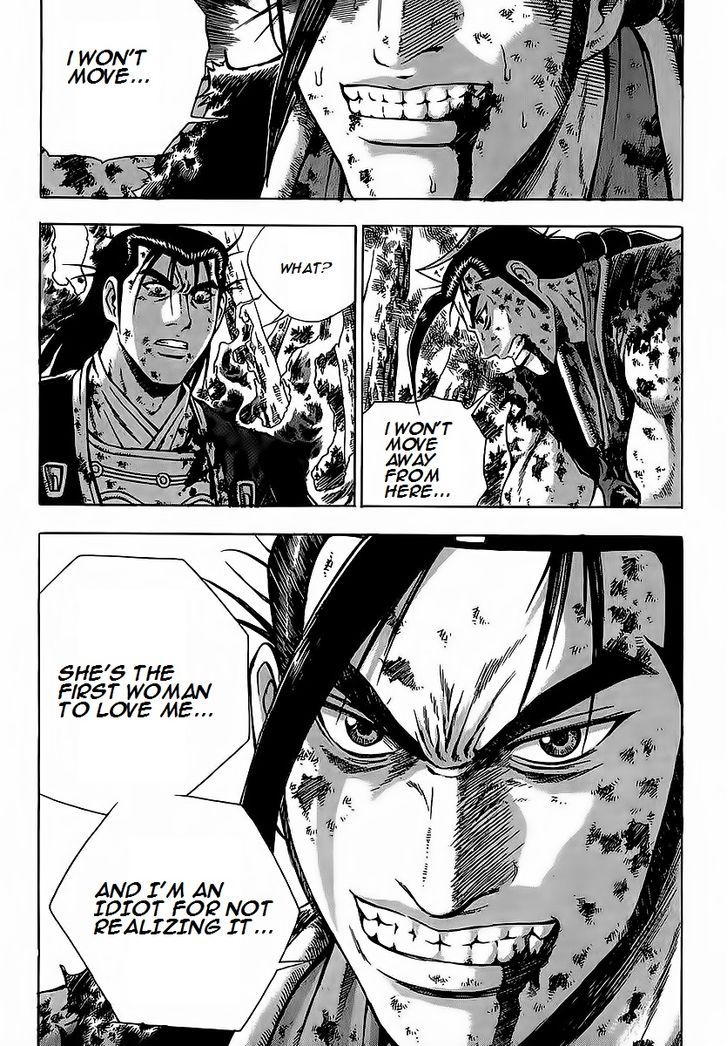 I WON'T
MOVE...
WHAT?
I WON'T
MOVE
AWAY
FROM
HERE...
SHE'S THE
FIRST WOMAN
TO LOVE ME...
AND I'M AN
IDIOT FOR NOT
REALIZING IT...